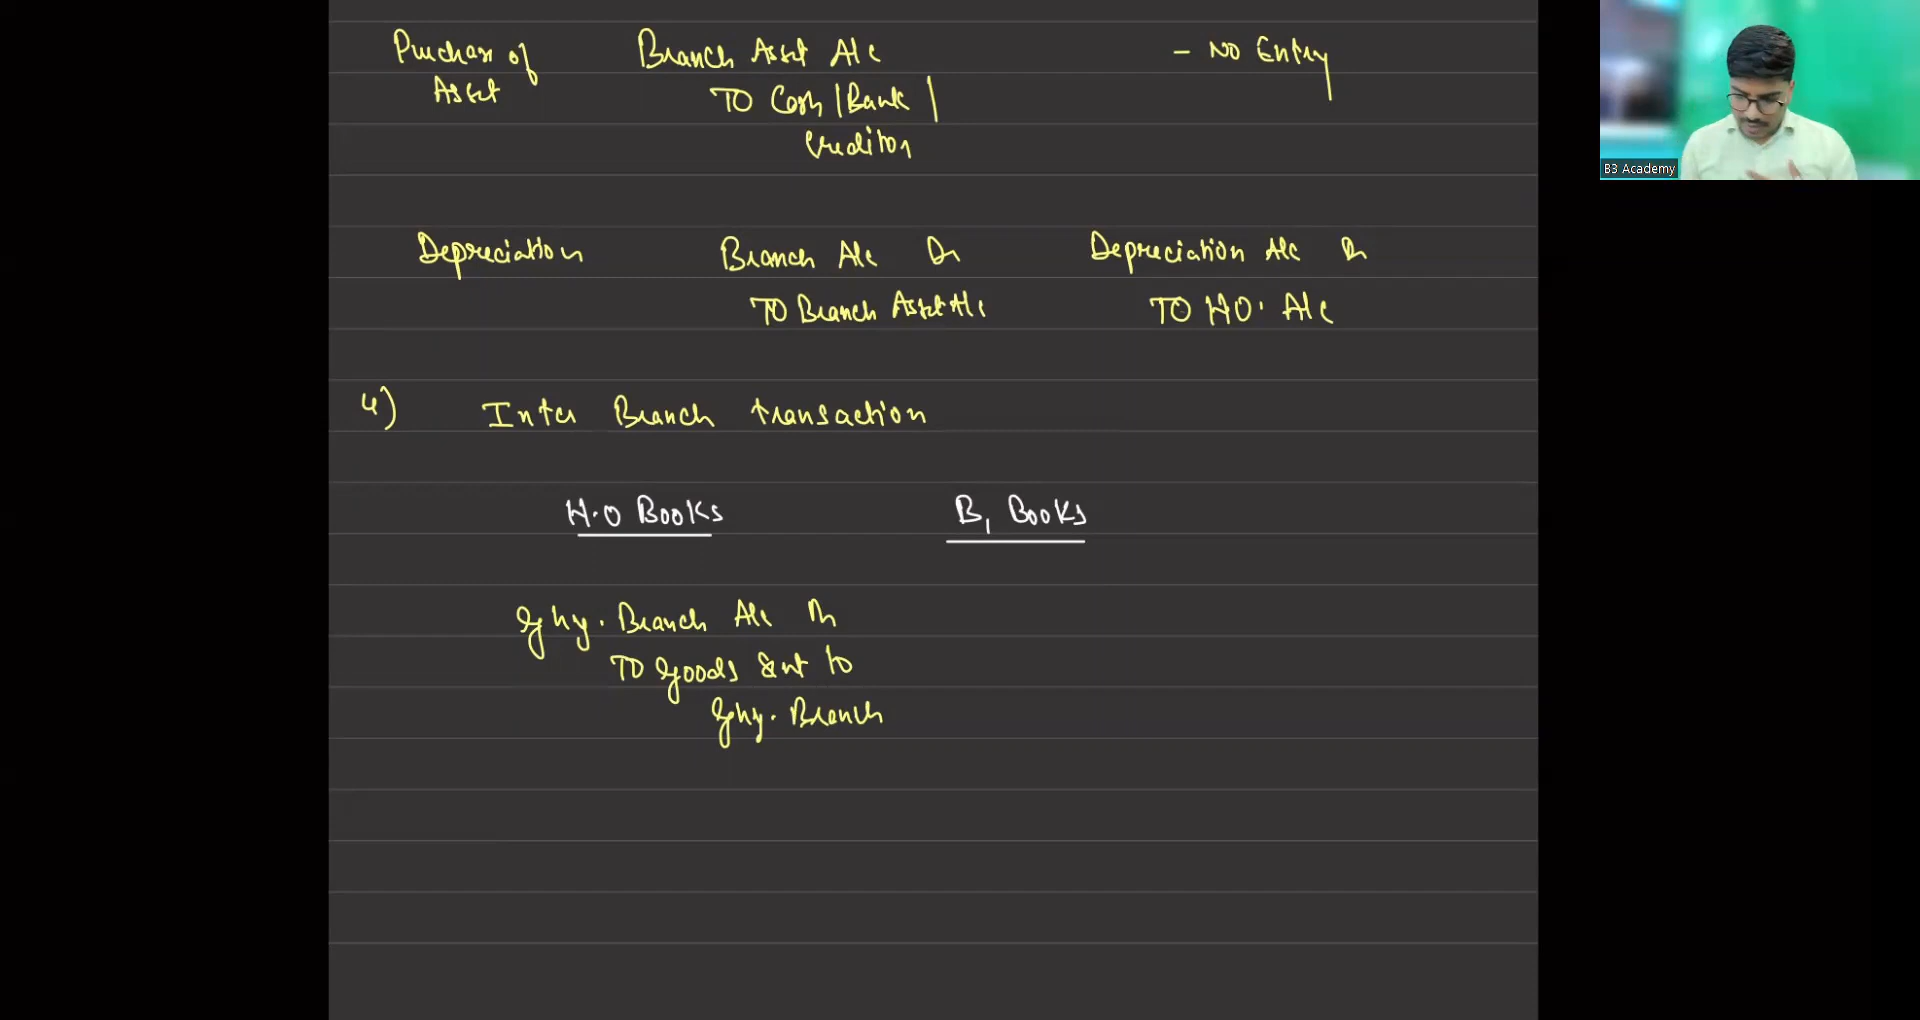 Purchase of Branch Asset A/c - No Entry
Asset TO Cash | Bank |
Creditor
Depreciation Branch A/c Dr Depreciation A/c Dr
TO Branch Asset A/c TO HO. A/c
4) Inter Branch transaction
H.O Books B1 Books
Ghy. Branch A/c Dr
TO Goods Sent to
Ghy. Branch
B3 Academy